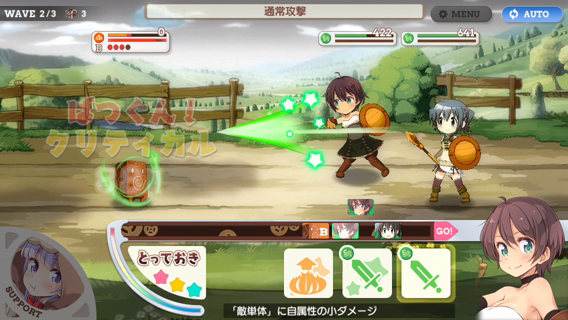 WAVE 2/3 3
通常攻撃
MENU
AUTO
0
B
422
641
ばつぐん!
クリティカル
B
GO!
とっておき
SUPPORT
「敵単体」に自属性の小ダメージ